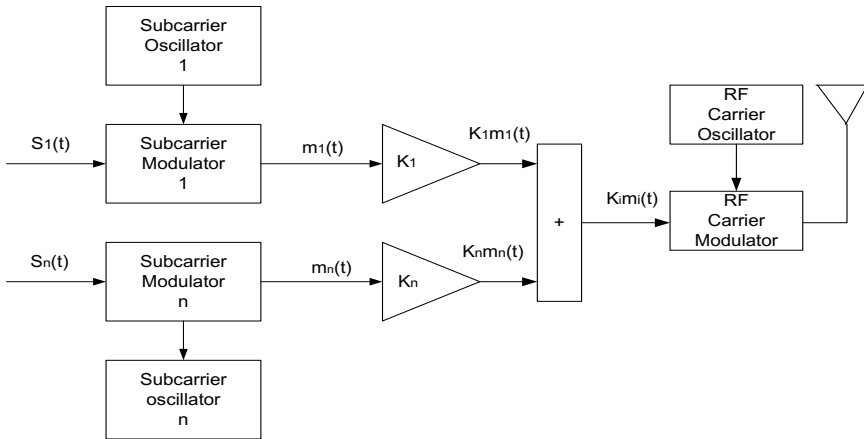 Subcarrier
Oscillator
1
S1(t)
Subcarrier
Modulator
1
m1(t)
K1
K1m1(t)
RF
Carrier
Oscillator
+
Kimi(t)
RF
Carrier
Modulator
Sn(t)
Subcarrier
Modulator
n
mn(t)
Kn
Knmn(t)
Subcarrier
oscillator
n